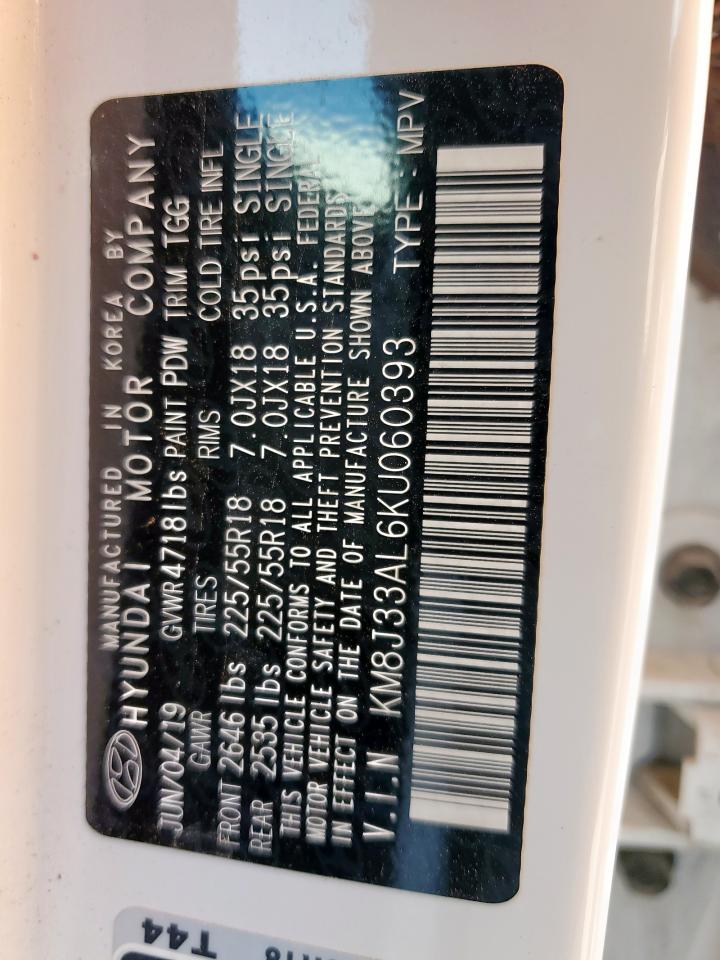 MANUFACTURED IN KOREA BY
HYUNDAI MOTOR COMPANY
JUN/04/19 GVWR 4718lbs PAINT PDW TRIM TGG
GAWR TIRES RIMS COLD TIRE INFL
FRONT 2646lbs 225/55R18 7.0JX18 35psi SINGLE
REAR 2535lbs 225/55R18 7.0JX18 35psi SINGLE
THIS VEHICLE CONFORMS TO ALL APPLICABLE U.S.A. FEDERAL
MOTOR VEHICLE SAFETY AND THEFT PREVENTION STANDARDS
IN EFFECT ON THE DATE OF MANUFACTURE SHOWN ABOVE
V.I.N KM8J33AL6KU060393 TYPE : MPV
T44